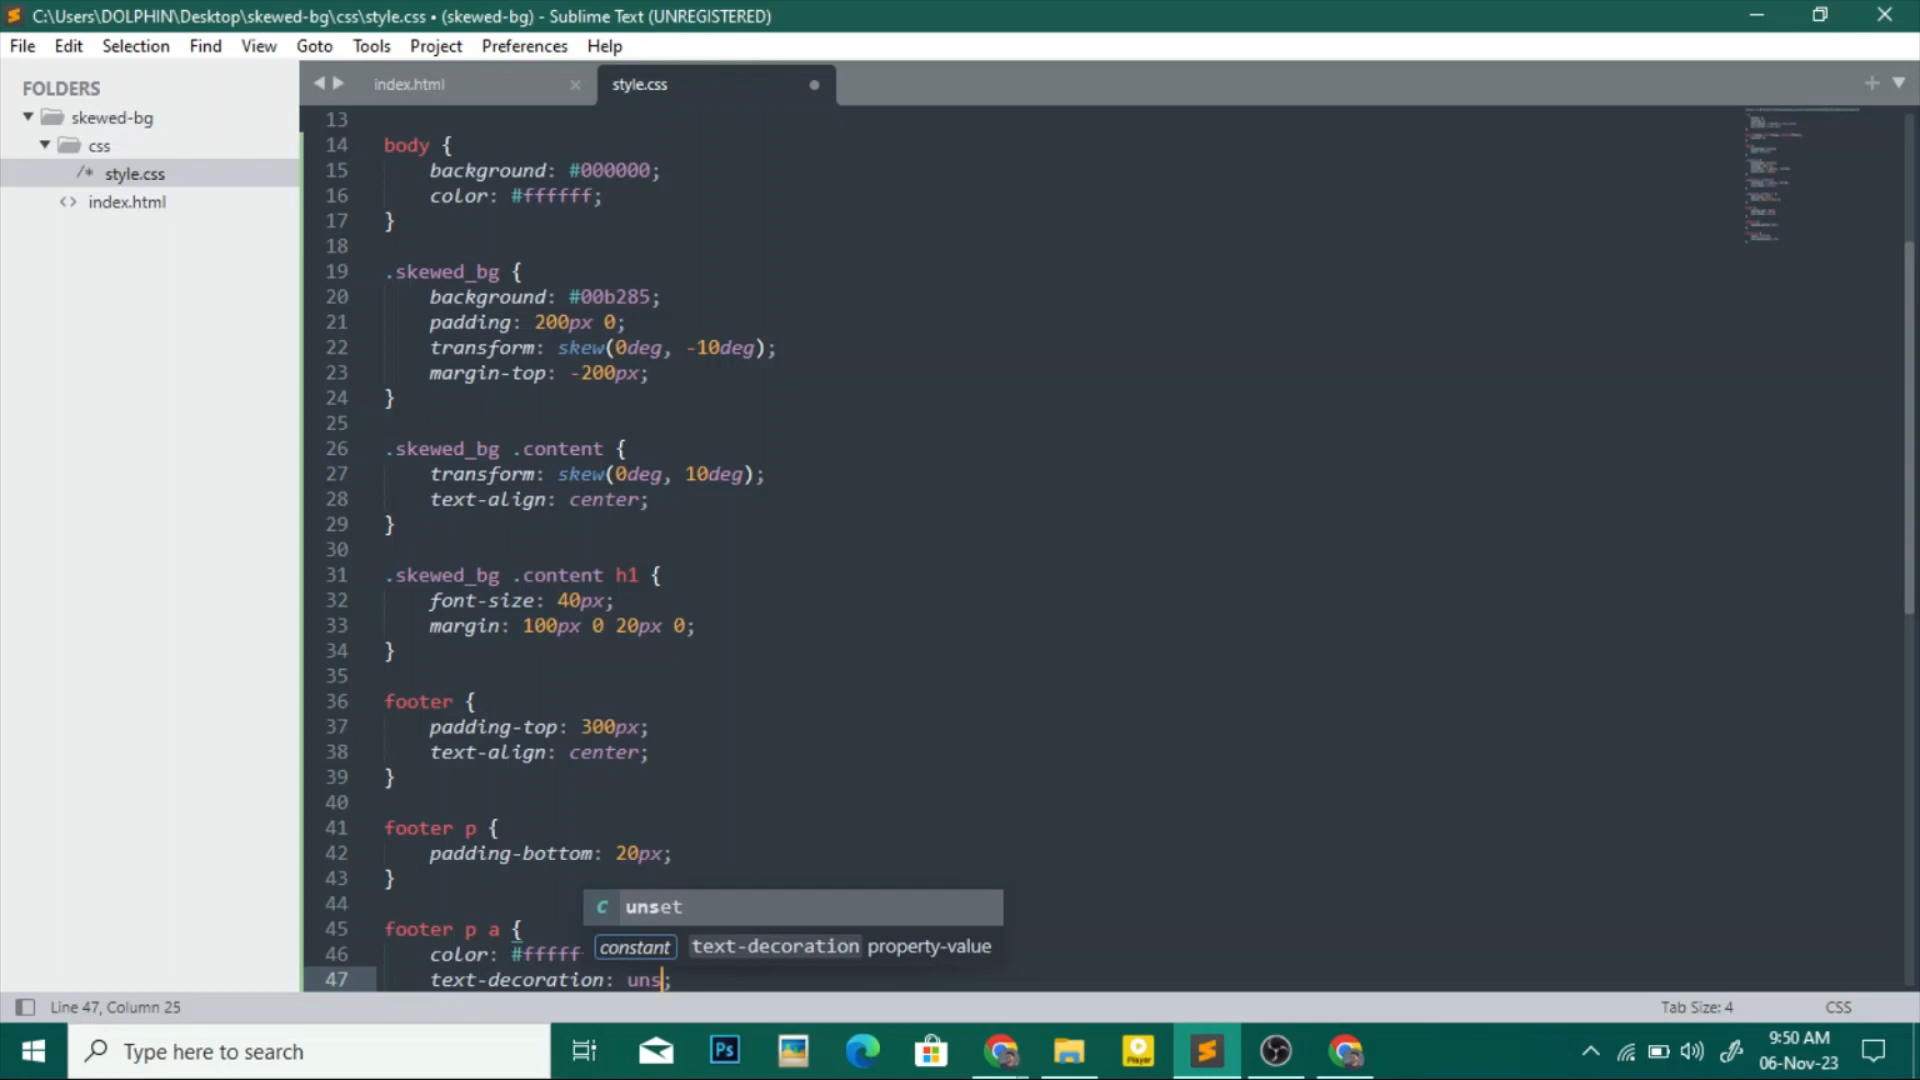 C:\Users\DOLPHIN\Desktop\skewed-bg\css\style.css • (skewed-bg) - Sublime Text (UNREGISTERED)
File Edit Selection Find View Goto Tools Project Preferences Help
FOLDERS
skewed-bg
css
/* style.css
<> index.html
index.html
style.css
13
14 body {
15 background: #000000;
16 color: #ffffff;
17 }
18
19 .skewed_bg {
20 background: #00b285;
21 padding: 200px 0;
22 transform: skew(0deg, -10deg);
23 margin-top: -200px;
24 }
25
26 .skewed_bg .content {
27 transform: skew(0deg, 10deg);
28 text-align: center;
29 }
30
31 .skewed_bg .content h1 {
32 font-size: 40px;
33 margin: 100px 0 20px 0;
34 }
35
36 footer {
37 padding-top: 300px;
38 text-align: center;
39 }
40
41 footer p {
42 padding-bottom: 20px;
43 }
44
45 footer p a {
46 color: #fffff
47 text-decoration: uns;
c unset
constant text-decoration property-value
Line 47, Column 25
Tab Size: 4
CSS
Type here to search
Ps
Player
9:50 AM
06-Nov-23